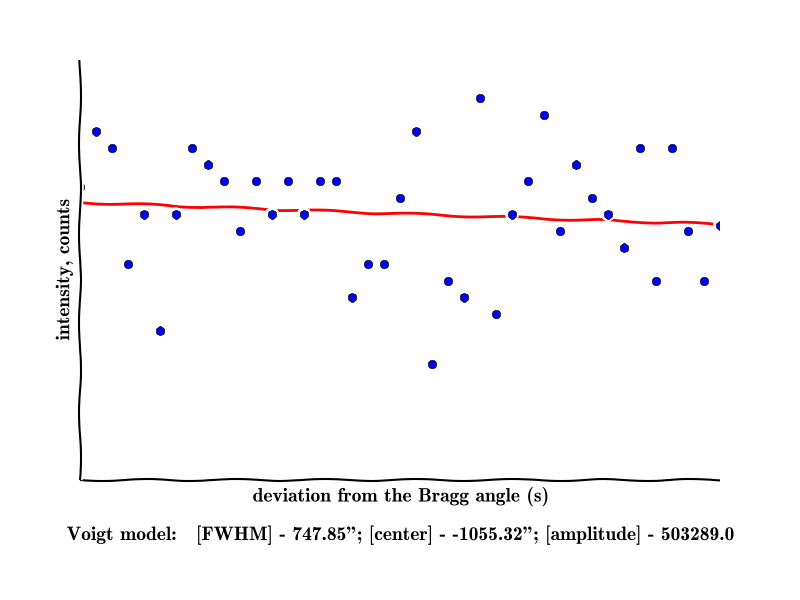 intensity, counts
deviation from the Bragg angle (s)
Voigt model: [FWHM] - 747.85”; [center] - -1055.32”; [amplitude] - 503289.0